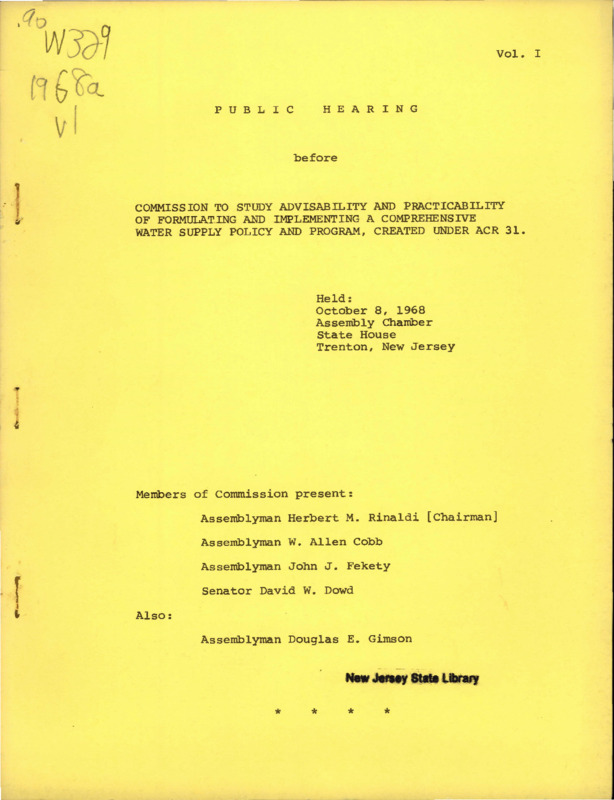 .90
W329
1968a
v1
Vol. I
PUBLIC HEARING
before
COMMISSION TO STUDY ADVISABILITY AND PRACTICABILITY
OF FORMULATING AND IMPLEMENTING A COMPREHENSIVE
WATER SUPPLY POLICY AND PROGRAM, CREATED UNDER ACR 31.
Held:
October 8, 1968
Assembly Chamber
State House
Trenton, New Jersey
Members of Commission present:
Assemblyman Herbert M. Rinaldi [Chairman]
Assemblyman W. Allen Cobb
Assemblyman John J. Fekety
Senator David W. Dowd
Also:
Assemblyman Douglas E. Gimson
New Jersey State Library
* * * *